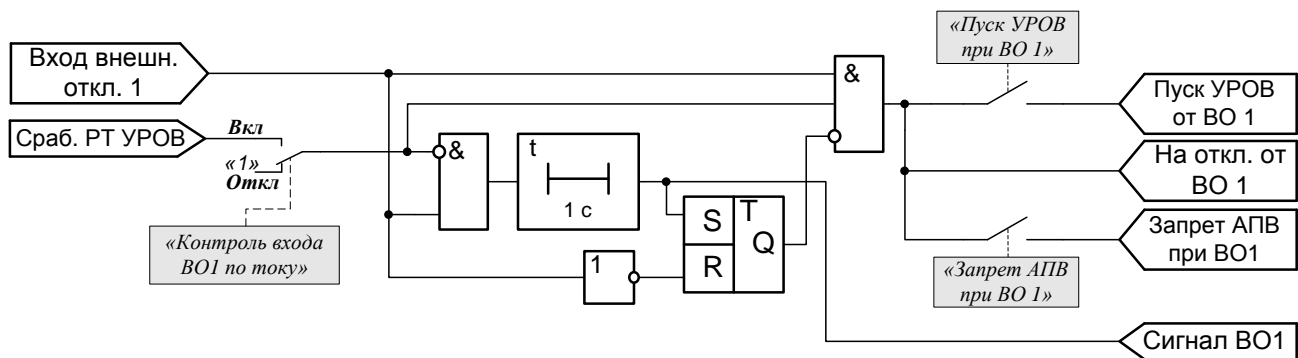 Вход внешн.
откл. 1
Сраб. РТ УРОВ
Вкл
«1»
Откл
«Контроль входа
ВО1 по току»
&
t
1 с
1
S
T
Q
R
&
«Пуск УРОВ
при ВО 1»
Пуск УРОВ
от ВО 1
На откл. от
ВО 1
Запрет АПВ
при ВО1
«Запрет АПВ
при ВО 1»
Сигнал ВО1